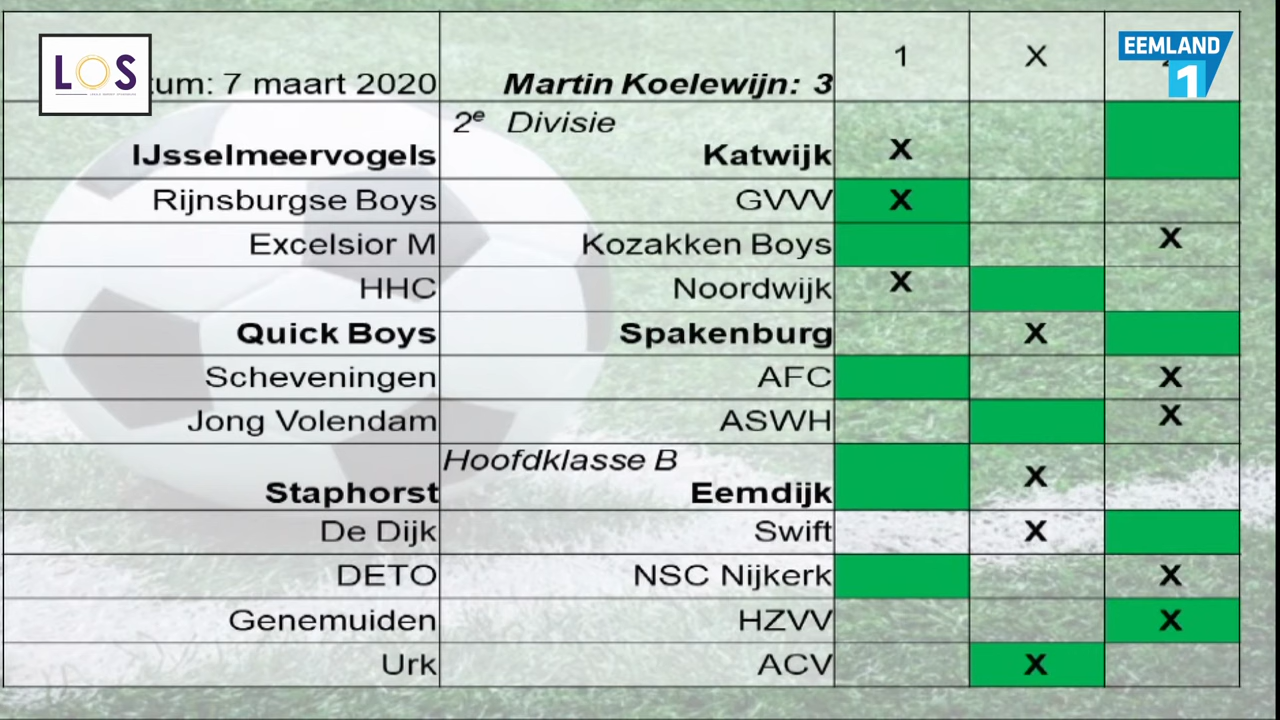 LOS
EEMLAND
1
um: 7 maart 2020 Martin Koelewijn: 3 1 X
2e Divisie
IJsselmeervogels Katwijk X
Rijnsburgse Boys GVVV X
Excelsior M Kozakken Boys X
HHC Noordwijk X
Quick Boys Spakenburg X
Scheveningen AFC X
Jong Volendam ASWH X
Hoofdklasse B
Staphorst Eemdijk X
De Dijk Swift X
DETO NSC Nijkerk X
Genemuiden HZVV X
Urk ACV X